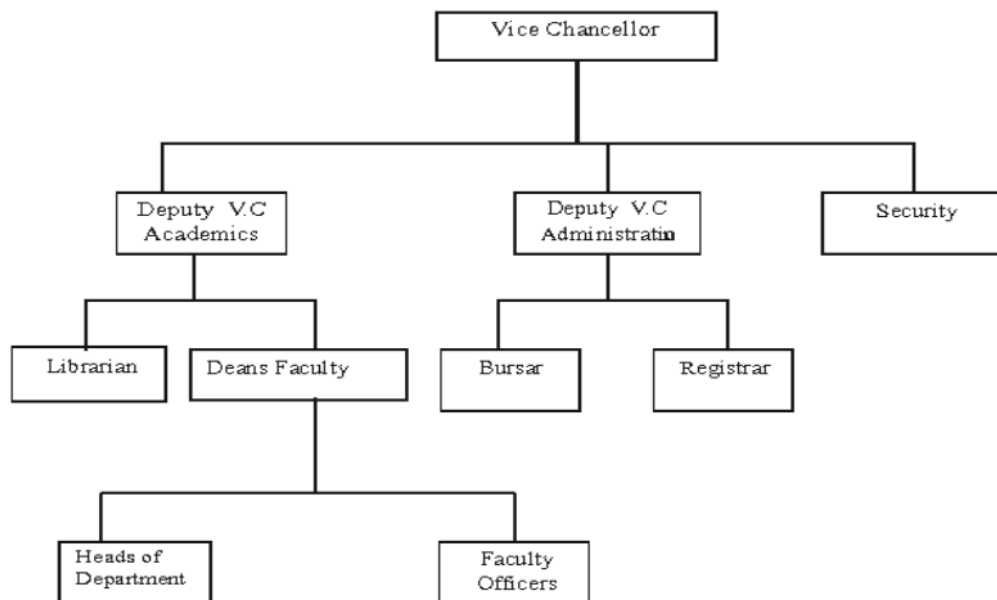 Vice Chancellor
Deputy V.C
Academics
Deputy V.C
Administratin
Security
Librarian
Deans Faculty
Bursar
Registrar
Heads of
Department
Faculty
Officers